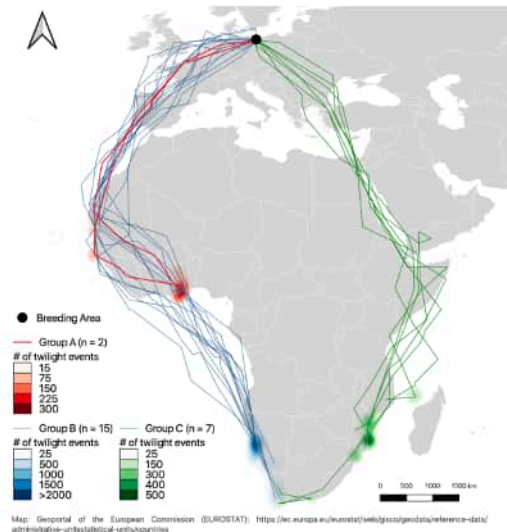 Breeding Area
Group A (n = 2)
# of twilight events
15
75
150
225
300
Group B (n = 15)
# of twilight events
25
500
1000
1500
>2000
Group C (n = 7)
# of twilight events
25
150
300
400
500
0 500 1000 1500 km
Map: Geoportal of the European Commission (EUROSTAT): https://ec.europa.eu/eurostat/web/gisco/geodata/reference-data/
administrative-units-statistical-units/countries